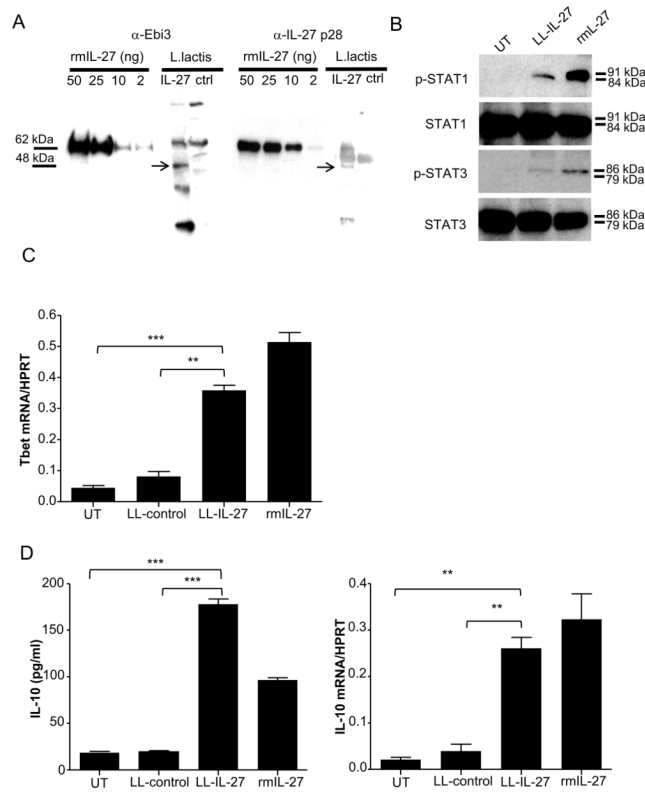 A
α-Ebi3
α-IL-27 p28
rmIL-27 (ng) L.lactis rmIL-27 (ng) L.lactis
50 25 10 2 IL-27 ctrl 50 25 10 2 IL-27 ctrl
62 kDa
48 kDa
B
UT LL-IL-27 rmL-27
p-STAT1 91 kDa
84 kDa
STAT1 91 kDa
84 kDa
p-STAT3 86 kDa
79 kDa
STAT3 86 kDa
79 kDa
C
Tbet mRNA/HPRT
0.6
0.5
0.4
0.3
0.2
0.1
0.0
***
**
UT LL-control LL-IL-27 rmIL-27
D
IL-10 (pg/ml)
200
150
100
50
0
***
***
UT LL-control LL-IL-27 rmIL-27
IL-10 mRNA/HPRT
0.4
0.3
0.2
0.1
0.0
**
**
UT LL-control LL-IL-27 rmIL-27